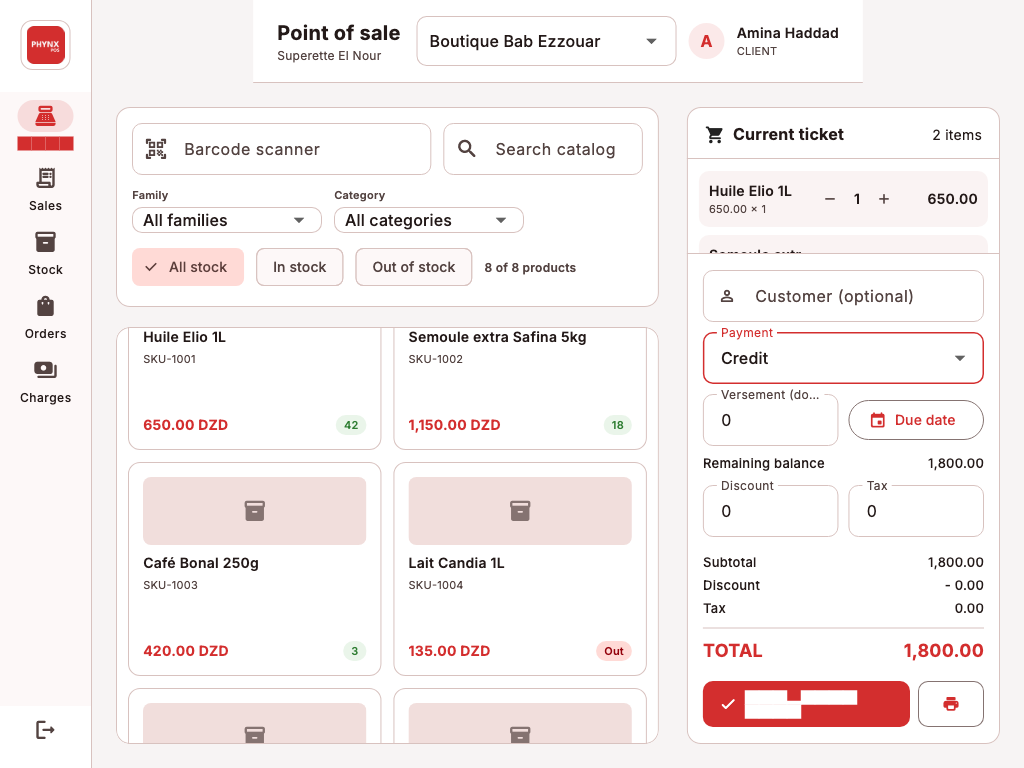 PHYNX
POS
Point of sale
Superette El Nour
Boutique Bab Ezzouar
A
Amina Haddad
CLIENT
Sales
Stock
Orders
Charges
Barcode scanner
Search catalog
Family
All families
Category
All categories
All stock
In stock
Out of stock
8 of 8 products
Huile Elio 1L
SKU-1001
650.00 DZD
42
Semoule extra Safina 5kg
SKU-1002
1,150.00 DZD
18
Café Bonal 250g
SKU-1003
420.00 DZD
3
Lait Candia 1L
SKU-1004
135.00 DZD
Out
Current ticket
2 items
Huile Elio 1L
650.00 × 1
− 1 +
650.00
Semoule extra
Customer (optional)
Payment
Credit
Versement (do...
0
Due date
Remaining balance
1,800.00
Discount
0
Tax
0
Subtotal
1,800.00
Discount
- 0.00
Tax
0.00
TOTAL
1,800.00